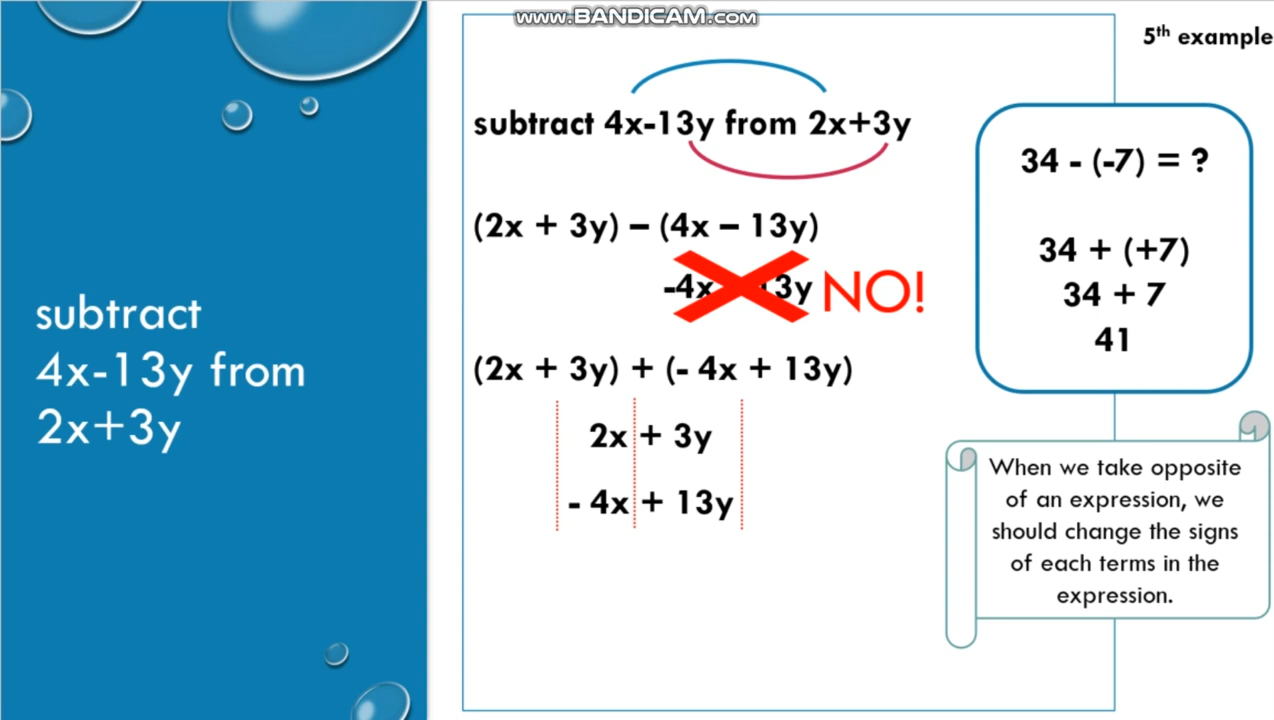 www.BANDICAM.com
5th example
subtract 4x-13y from 2x+3y
34 - (-7) = ?
(2x + 3y) – (4x – 13y)
34 + (+7)
-4x 13y NO!
34 + 7
41
subtract
4x-13y from
2x+3y
(2x + 3y) + (- 4x + 13y)
2x + 3y
- 4x + 13y
When we take opposite
of an expression, we
should change the signs
of each terms in the
expression.